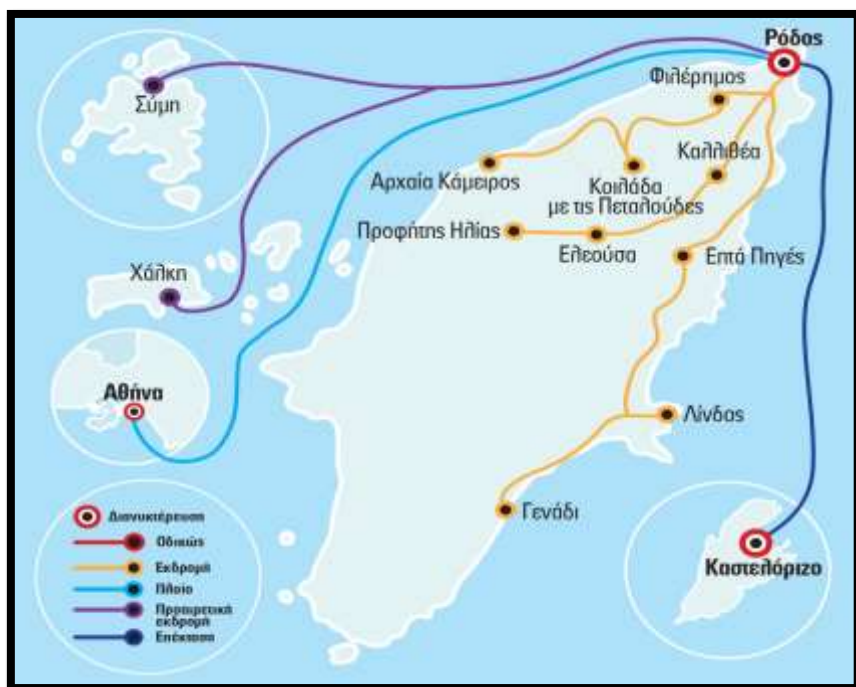 Ρόδος
Φιλέρημος
Σύμη
Καλλιθέα
Αρχαία Κάμειρος
Κοιλάδα
με τις Πεταλούδες
Προφήτης Ηλίας
Ελεούσα
Επτά Πηγές
Χάλκη
Αθήνα
Λίνδος
Γενάδι
Καστελόριζο
Διανυκτέρευση
Οδικώς
Εκδρομή
Πλοίο
Προαιρετική
εκδρομή
Επέκταση